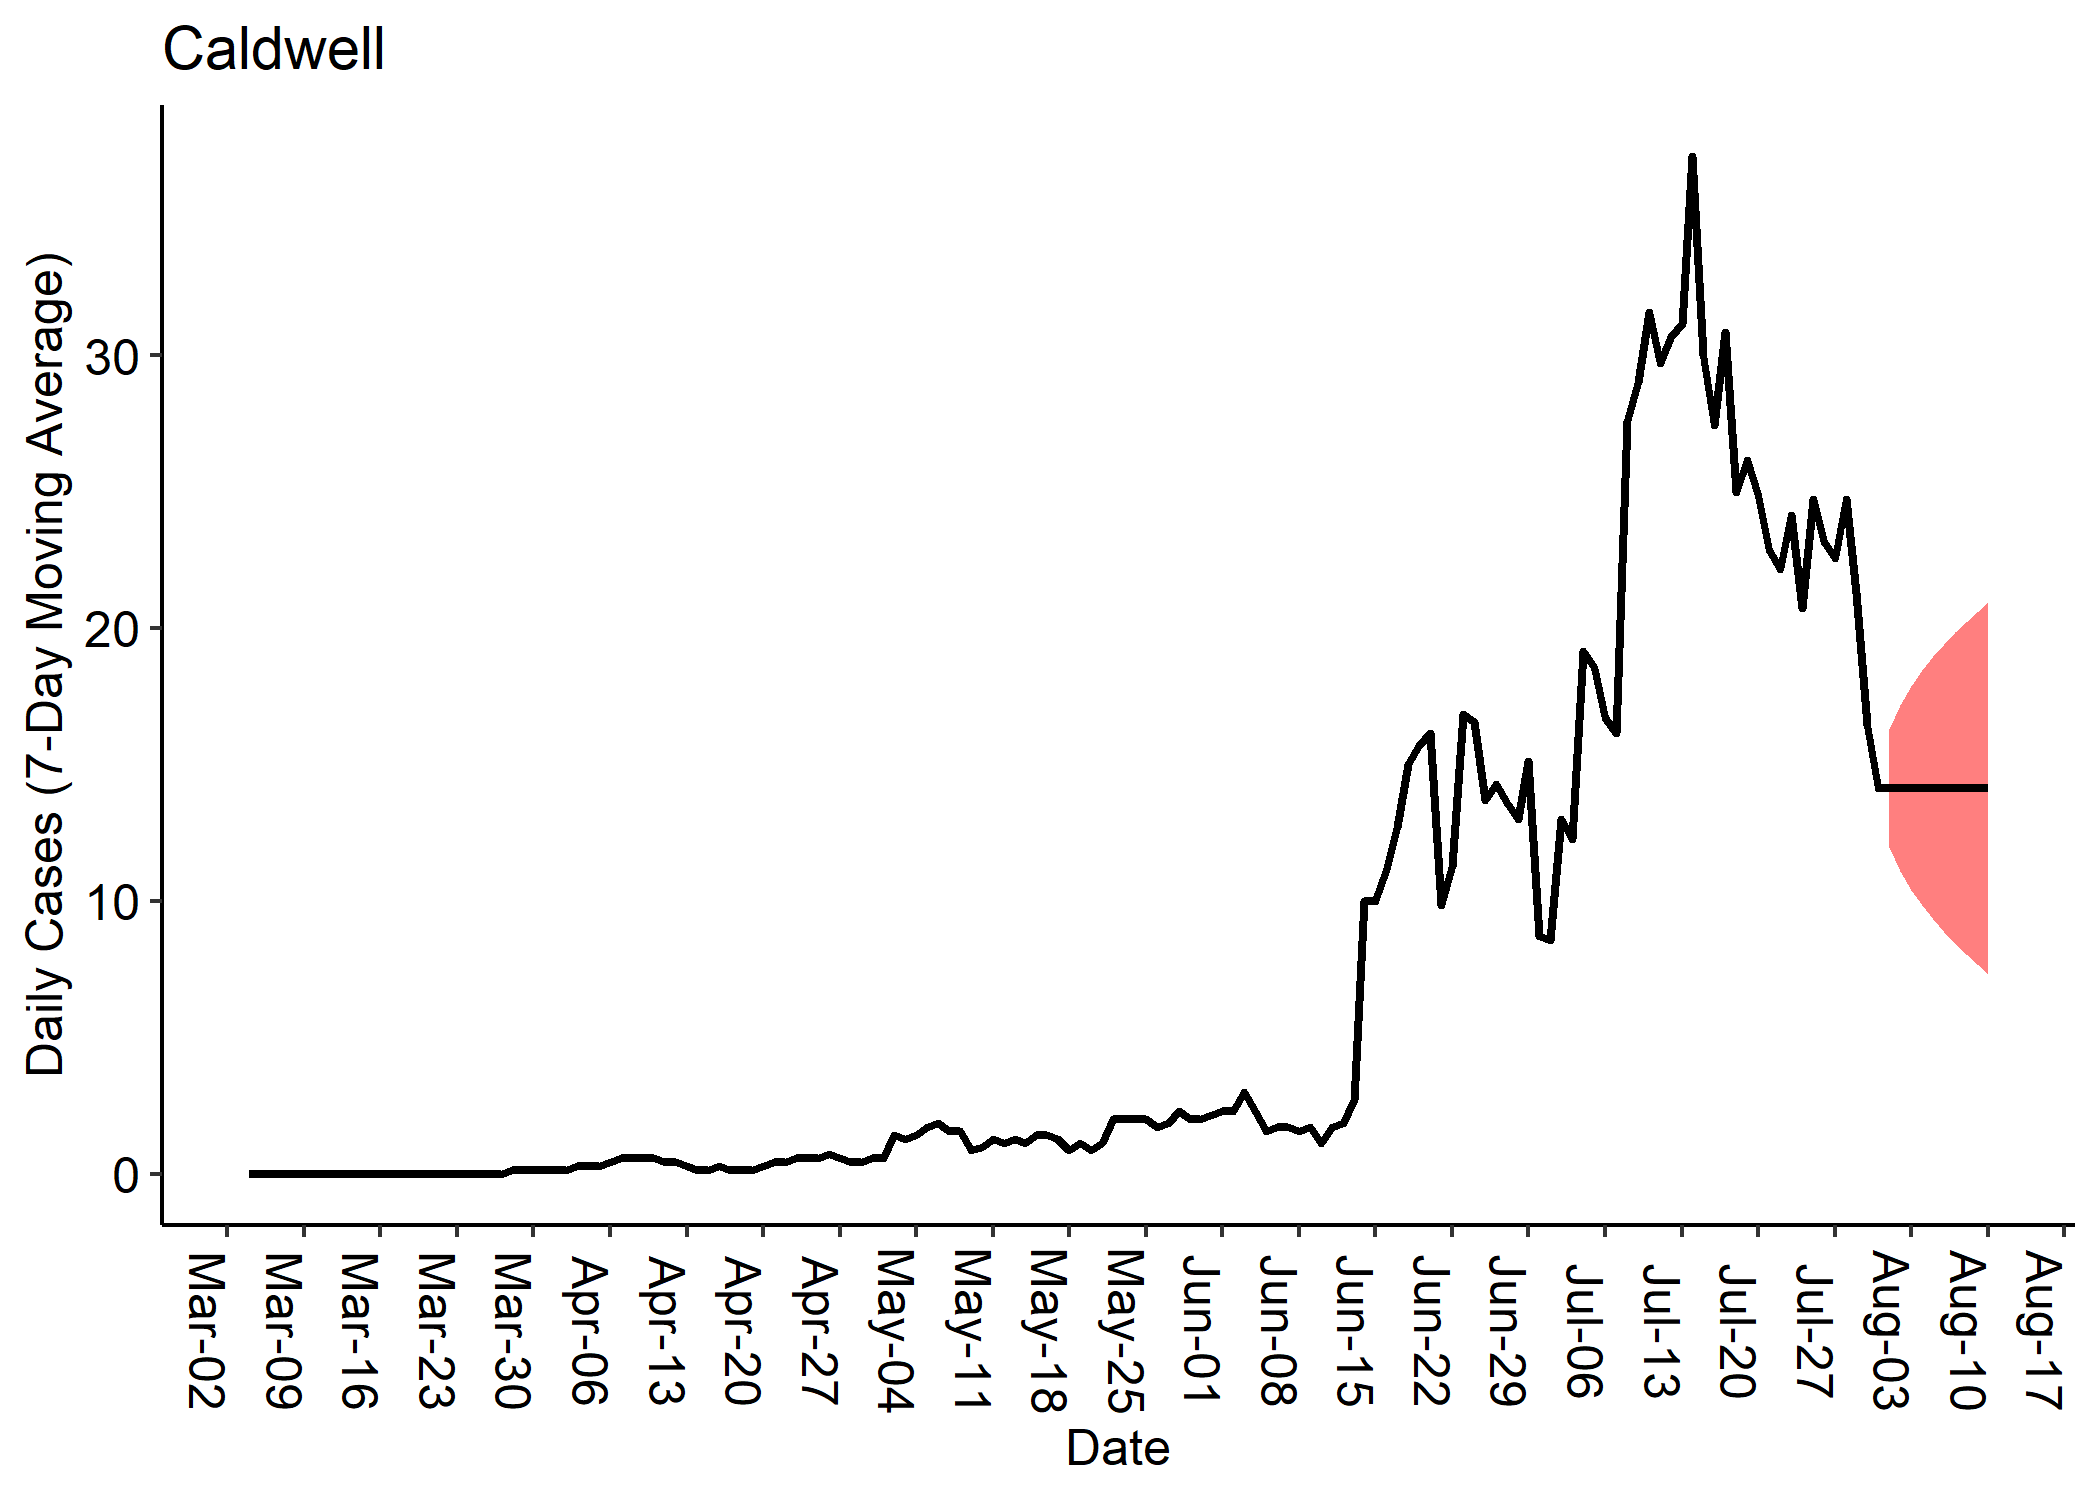 Caldwell
Daily Cases (7-Day Moving Average)
30
20
10
0
Mar-02
Mar-09
Mar-16
Mar-23
Mar-30
Apr-06
Apr-13
Apr-20
Apr-27
May-04
May-11
May-18
May-25
Jun-01
Jun-08
Jun-15
Jun-22
Jun-29
Jul-06
Jul-13
Jul-20
Jul-27
Aug-03
Aug-10
Aug-17
Date